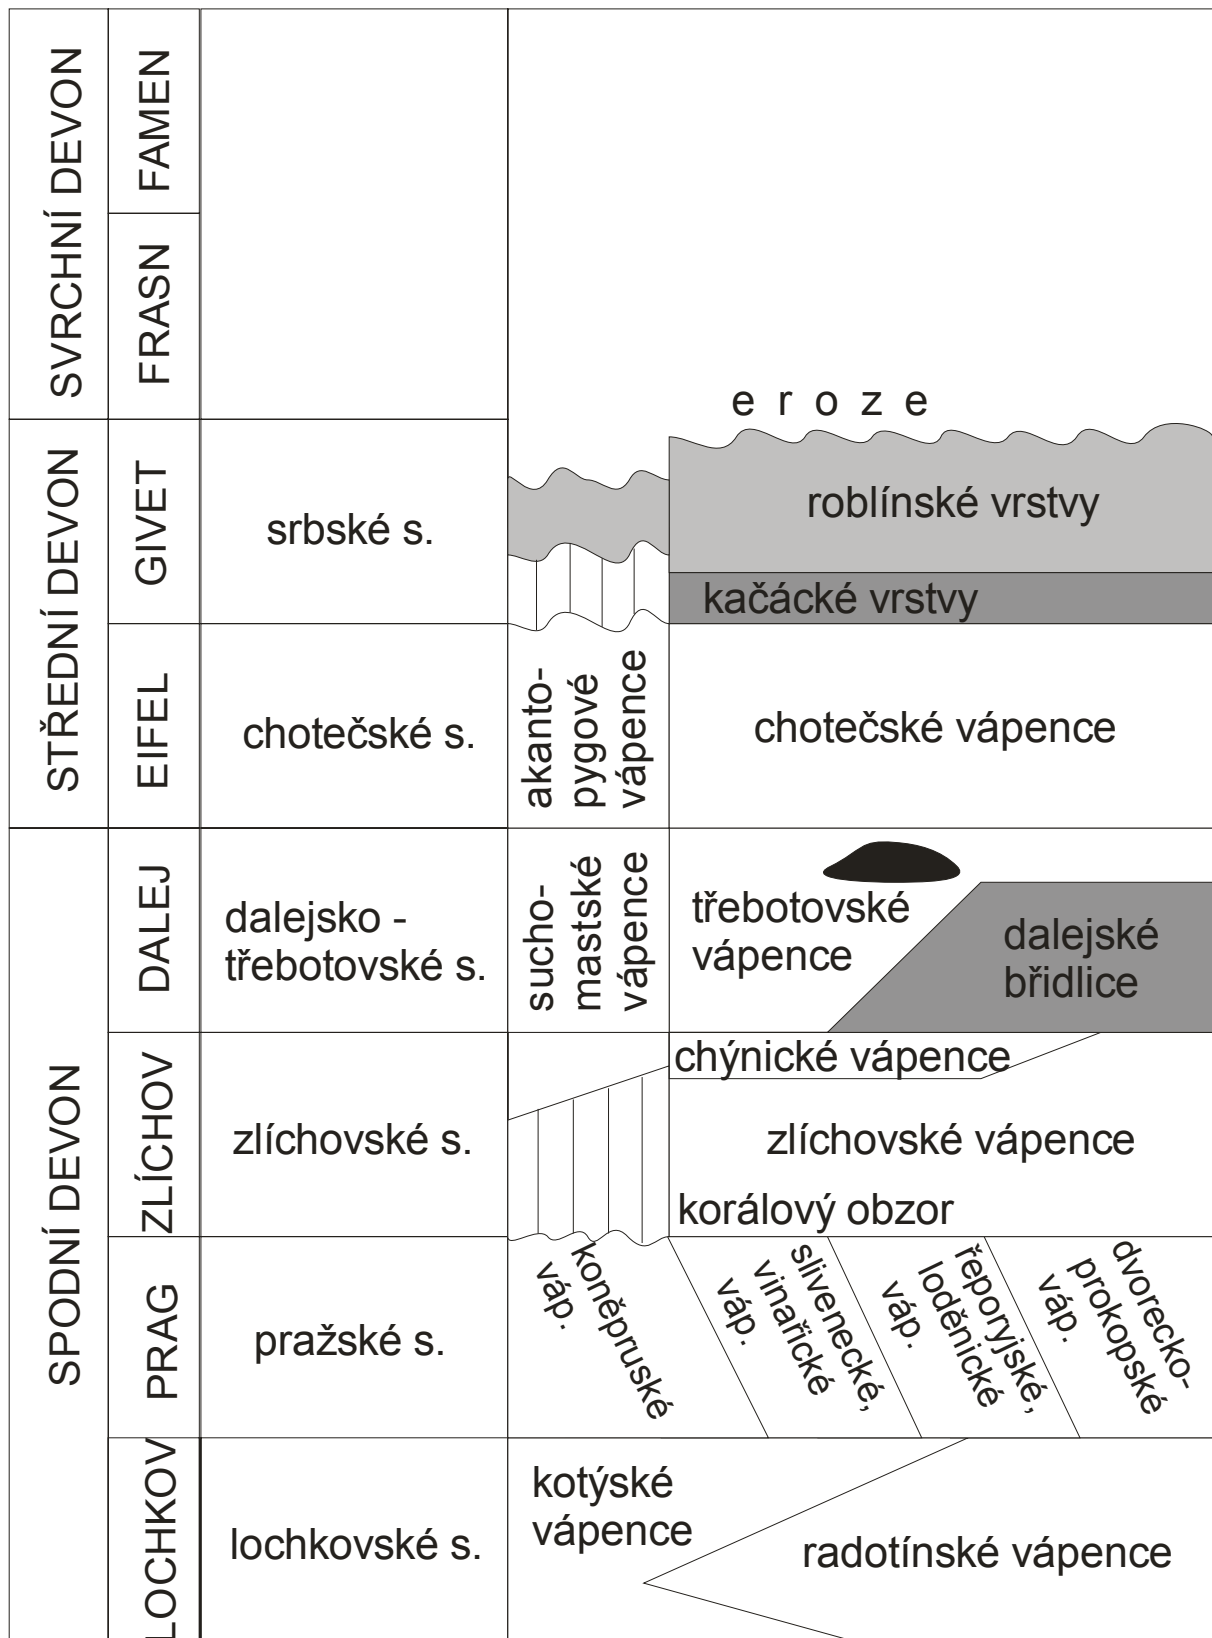 SVRCHNÍ DEVON
FAMEN
FRASN
e r o z e
STŘEDNÍ DEVON
GIVET
srbské s.
roblínské vrstvy
kačácké vrstvy
EIFEL
chotečské s.
akanto-
pygové
vápence
chotečské vápence
SPODNÍ DEVON
DALEJ
dalejsko -
třebotovské s.
sucho-
mastské
vápence
třebotovské
vápence
dalejské
břidlice
ZLÍCHOV
zlíchovské s.
chýnické vápence
zlíchovské vápence
korálový obzor
PRAG
pražské s.
koněpruské
váp.
slivenecké,
vinařické
váp.
řeporyjské,
loděnické
váp.
dvorecko-
prokopské
váp.
LOCHKOV
lochkovské s.
kotýské
vápence
radotínské vápence